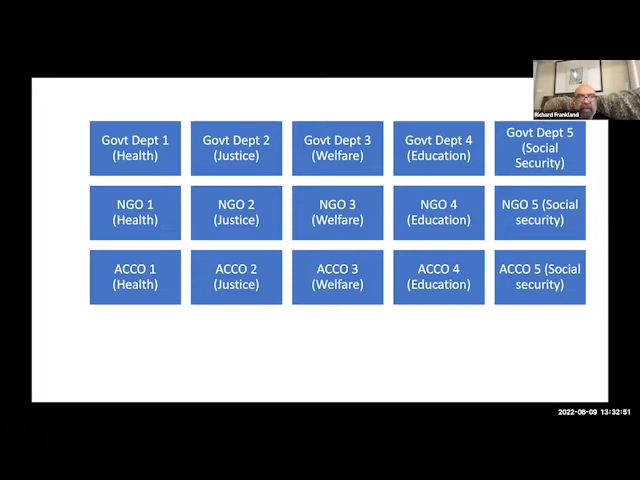 Richard Frankland
Govt Dept 1
(Health)
Govt Dept 2
(Justice)
Govt Dept 3
(Welfare)
Govt Dept 4
(Education)
Govt Dept 5
(Social
Security)
NGO 1
(Health)
NGO 2
(Justice)
NGO 3
(Welfare)
NGO 4
(Education)
NGO 5 (Social
security)
ACCO 1
(Health)
ACCO 2
(Justice)
ACCO 3
(Welfare)
ACCO 4
(Education)
ACCO 5 (Social
security)
2022-06-09 13:32:51